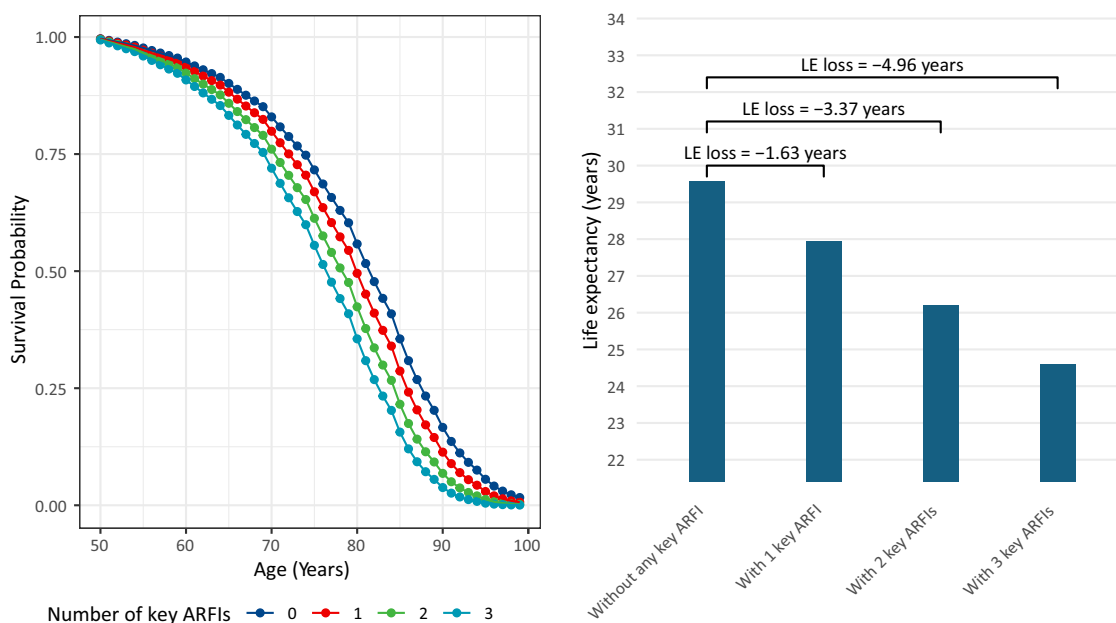 1.00
0.75
0.50
0.25
0.00
Survival Probability
50
60
70
80
90
100
Age (Years)
Number of key ARFIs
0
1
2
3
34
33
32
31
30
29
28
27
26
25
24
23
22
Life expectancy (years)
LE loss = −4.96 years
LE loss = −3.37 years
LE loss = −1.63 years
Without any key ARFI
With 1 key ARFI
With 2 key ARFIs
With 3 key ARFIs